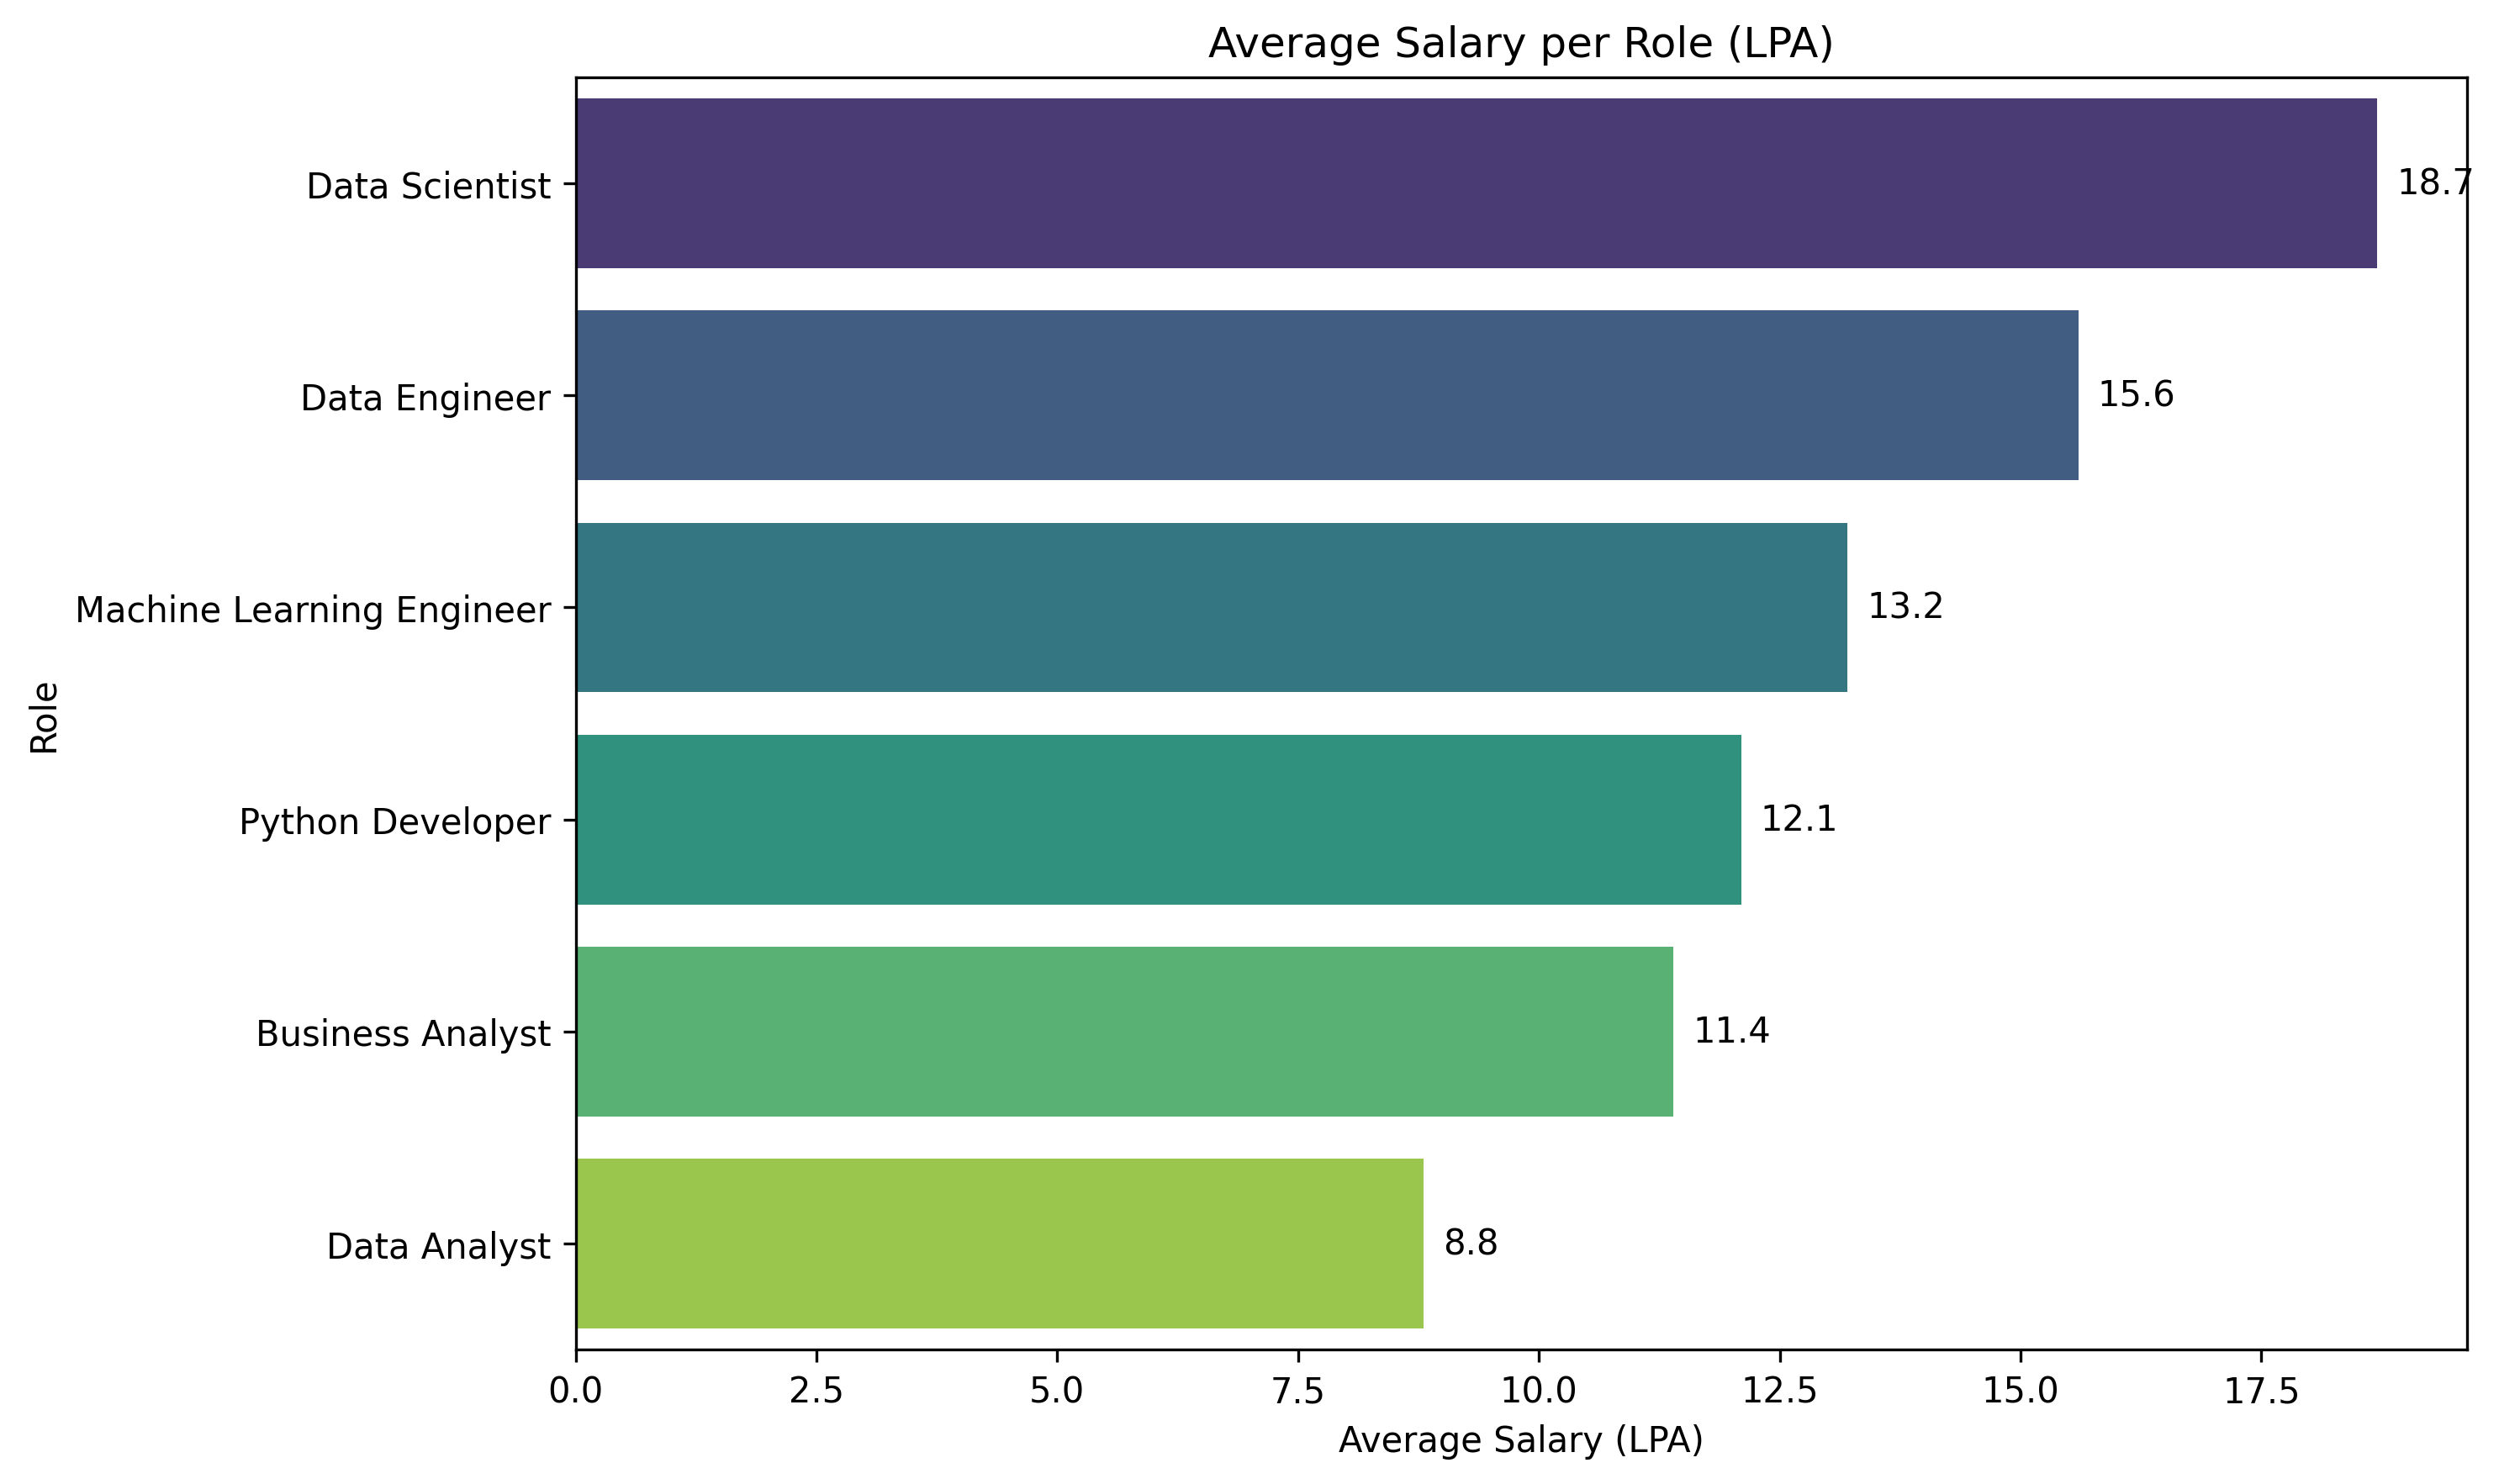 Average Salary per Role (LPA)
Data Scientist
18.7
Data Engineer
15.6
Machine Learning Engineer
13.2
Role
Python Developer
12.1
Business Analyst
11.4
Data Analyst
8.8
0.0 2.5 5.0 7.5 10.0 12.5 15.0 17.5
Average Salary (LPA)